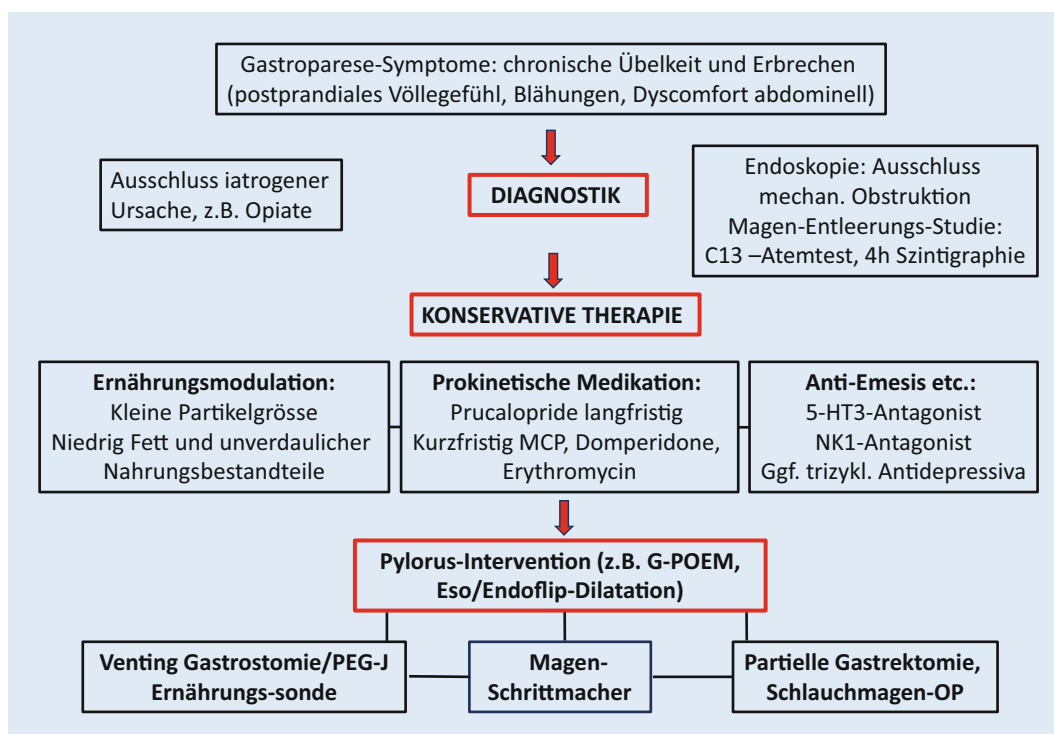 Gastroparese-Symptome: chronische Übelkeit und Erbrechen
(postprandiales Völlegefühl, Blähungen, Dyscomfort abdominell)
Ausschluss iatrogener
Ursache, z.B. Opiate
DIAGNOSTIK
Endoskopie: Ausschluss
mechan. Obstruktion
Magen-Entleerungs-Studie:
C13 –Atemtest, 4h Szintigraphie
KONSERVATIVE THERAPIE
Ernährungsmodulation:
Kleine Partikelgrösse
Niedrig Fett und unverdaulicher
Nahrungsbestandteile
Prokinetische Medikation:
Prucalopride langfristig
Kurzfristig MCP, Domperidone,
Erythromycin
Anti-Emesis etc.:
5-HT3-Antagonist
NK1-Antagonist
Ggf. trizykl. Antidepressiva
Pylorus-Intervention (z.B. G-POEM,
Eso/Endoflip-Dilatation)
Venting Gastrostomie/PEG-J
Ernährungs-sonde
Magen-
Schrittmacher
Partielle Gastrektomie,
Schlauchmagen-OP